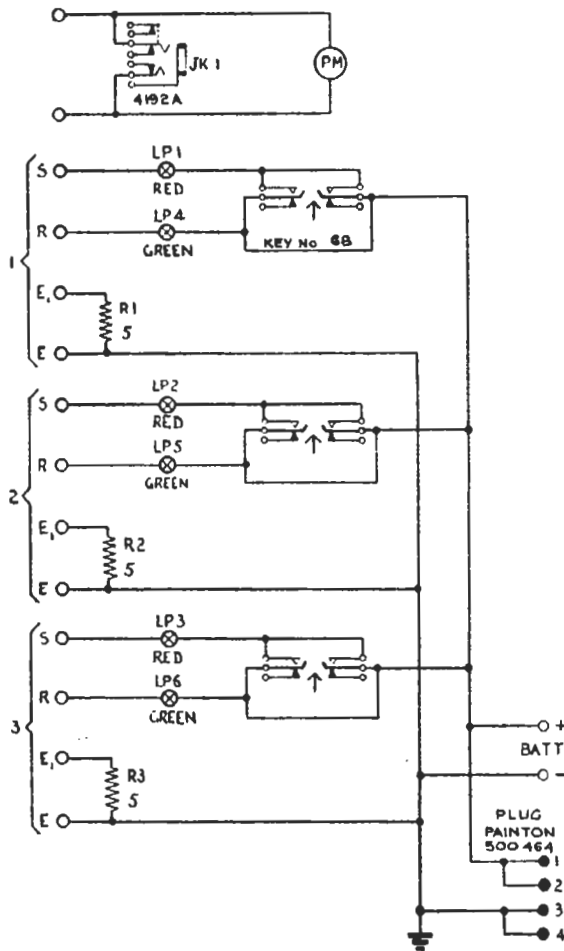 JK 1
PM
4192A
LP1
S
RED
LP4
R
GREEN
KEY No 6B
1
E₁
R1
5
E
LP2
S
RED
LP5
R
GREEN
2
E₁
R2
5
E
LP3
S
RED
LP6
R
GREEN
3
E₁
R3
5
E
+
BATT
−
PLUG
PAINTON
500 464
1
2
3
4